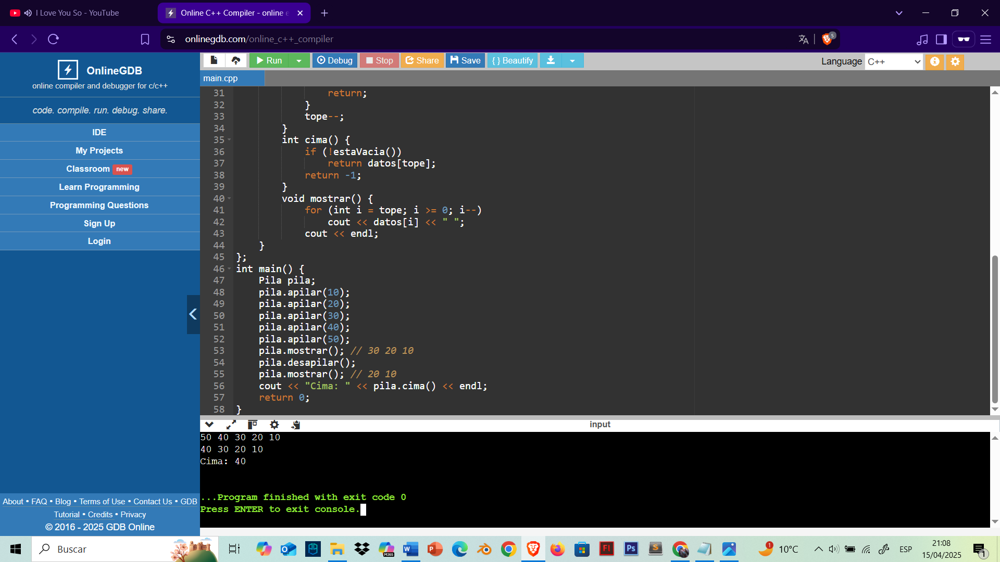 I Love You So - YouTube
Online C++ Compiler - online e
onlinegdb.com/online_c++_compiler
5
OnlineGDB
online compiler and debugger for c/c++
code. compile. run. debug. share.
IDE
My Projects
Classroom new
Learn Programming
Programming Questions
Sign Up
Login
About • FAQ • Blog • Terms of Use • Contact Us • GDB
Tutorial • Credits • Privacy
© 2016 - 2025 GDB Online
Run
Debug
Stop
Share
Save
{ } Beautify
Language C++
main.cpp
31 return;
32 }
33 tope--;
34 }
35 int cima() {
36 if (!estaVacia())
37 return datos[tope];
38 return -1;
39 }
40 void mostrar() {
41 for (int i = tope; i >= 0; i--)
42 cout << datos[i] << " ";
43 cout << endl;
44 }
45 };
46 int main() {
47 Pila pila;
48 pila.apilar(10);
49 pila.apilar(20);
50 pila.apilar(30);
51 pila.apilar(40);
52 pila.apilar(50);
53 pila.mostrar(); // 30 20 10
54 pila.desapilar();
55 pila.mostrar(); // 20 10
56 cout << "Cima: " << pila.cima() << endl;
57 return 0;
58 }
input
50 40 30 20 10
40 30 20 10
Cima: 40
...Program finished with exit code 0
Press ENTER to exit console.
Buscar
M365
W
P
Fl
Ps
S
1
10°C
ESP
21:08
15/04/2025
1